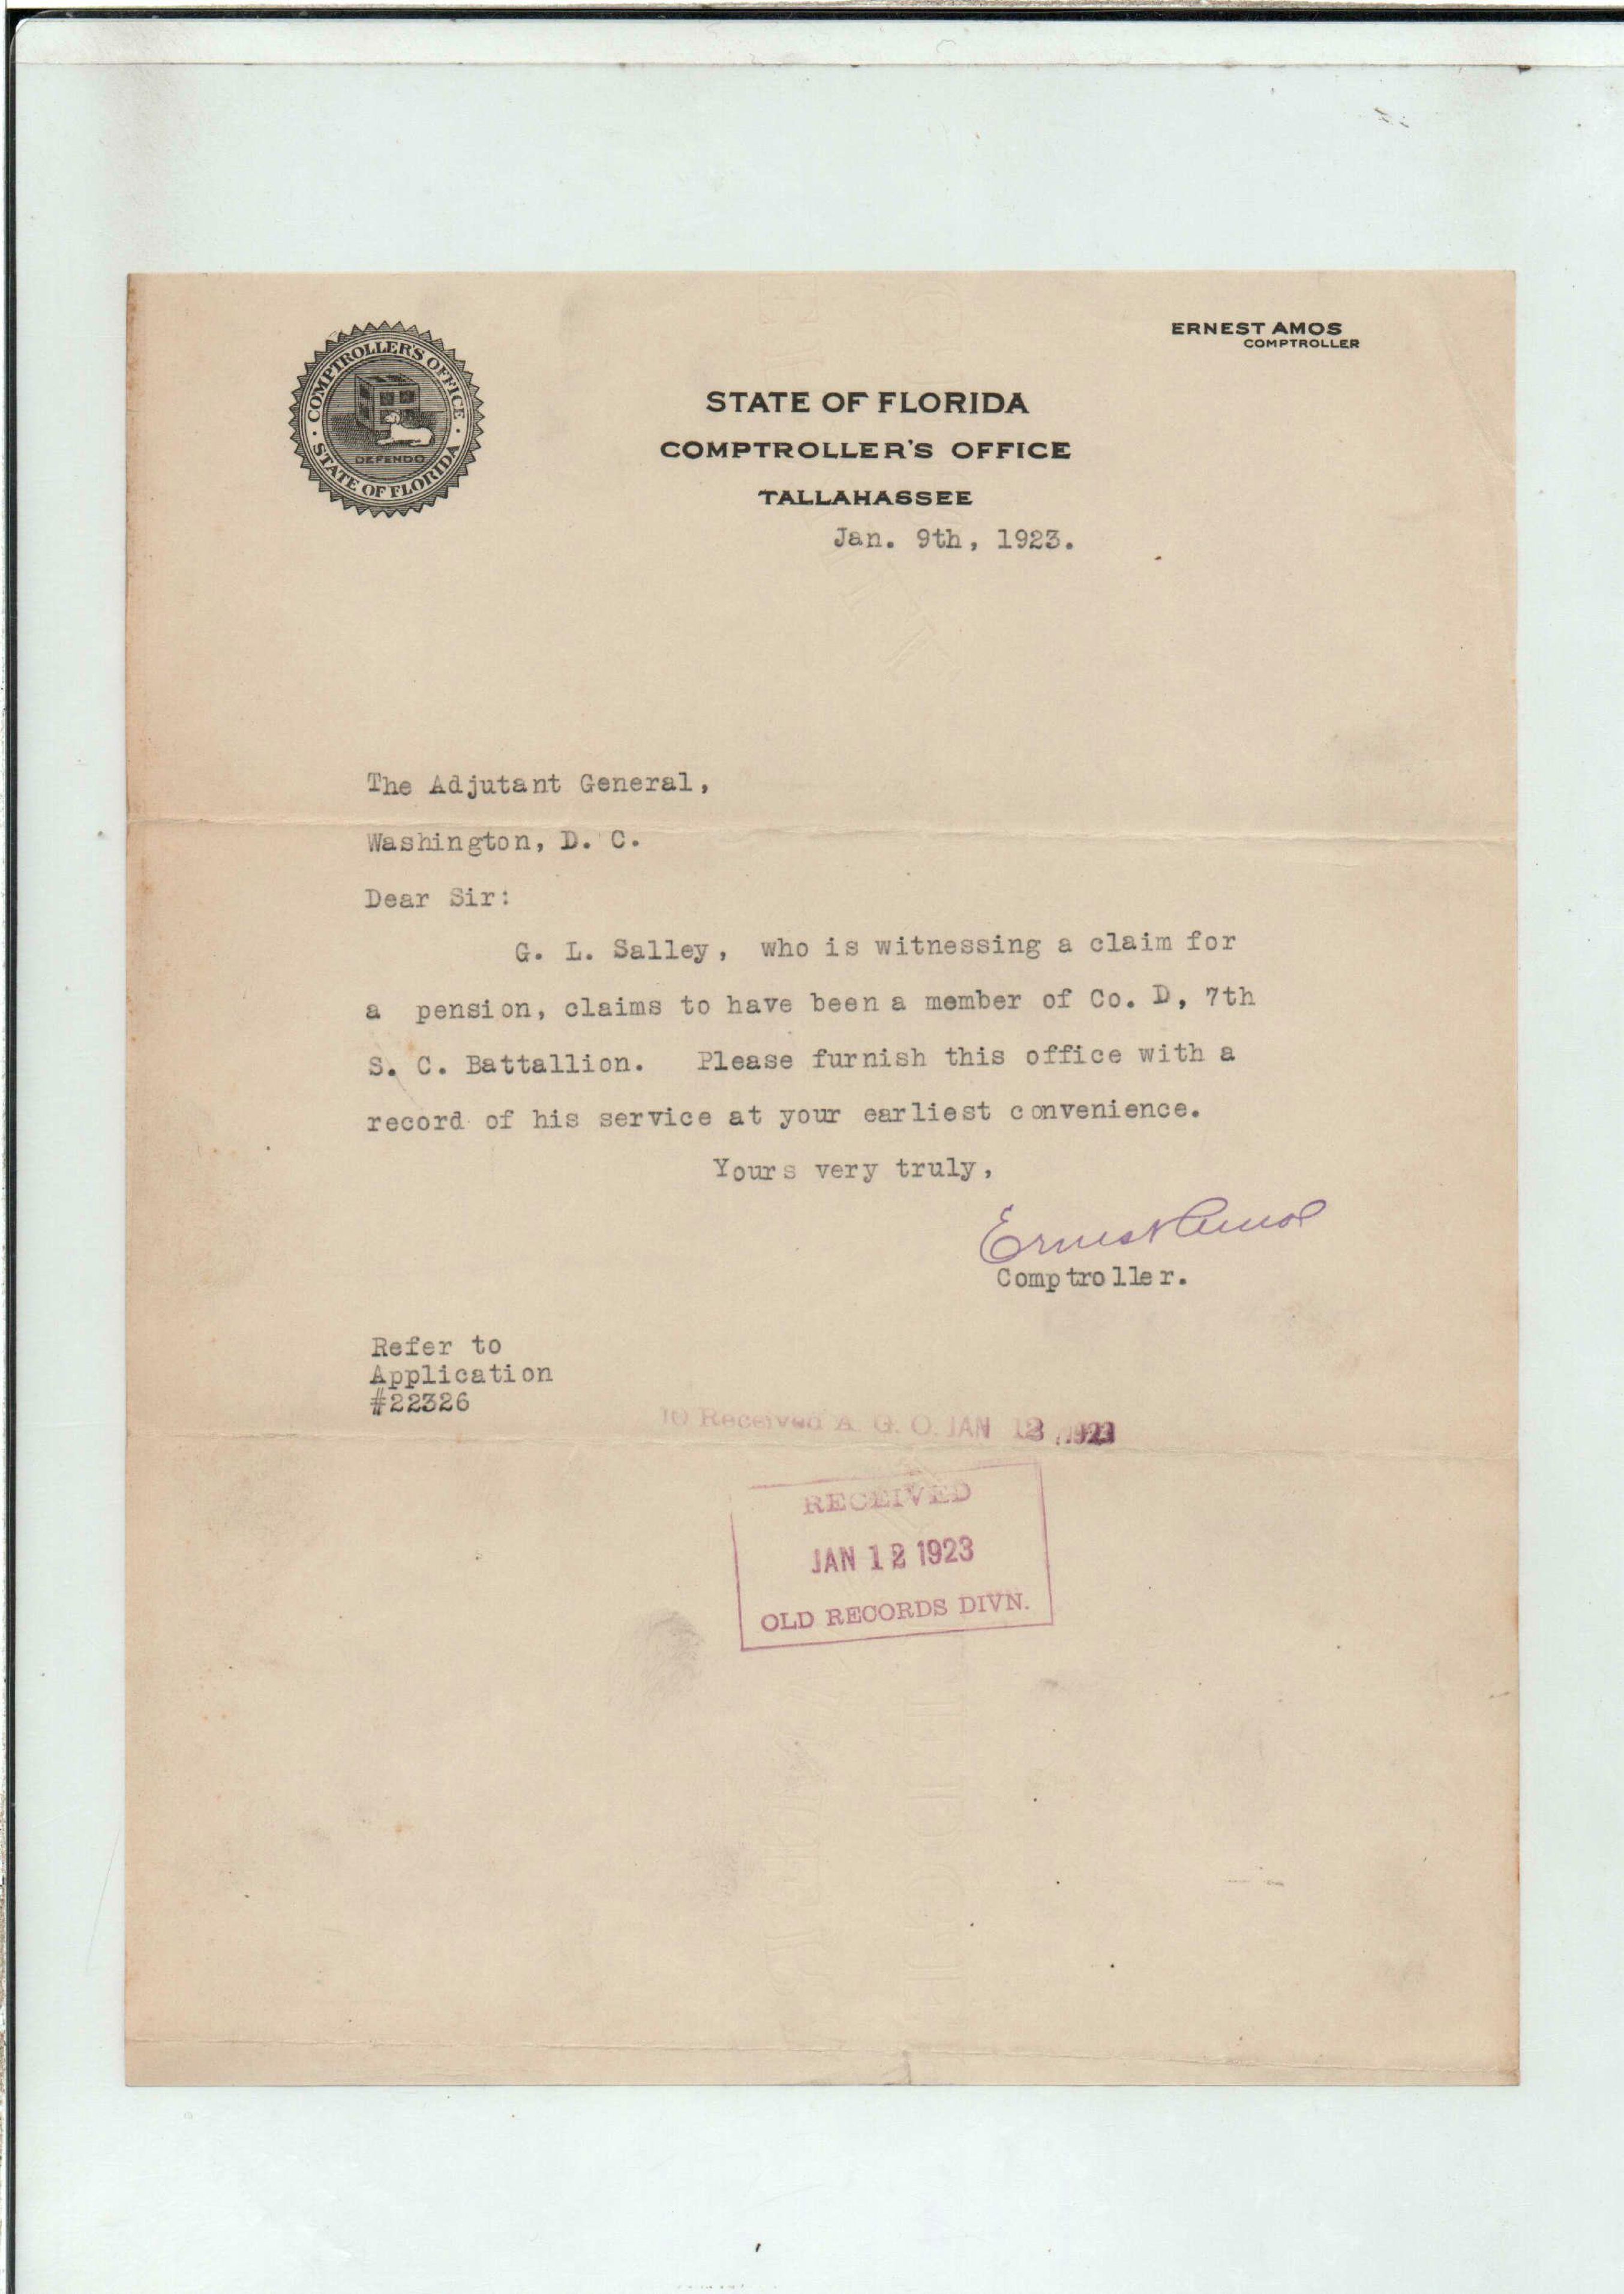 ERNEST AMOS
COMPTROLLER
COMPTROLLER'S OFFICE
STATE OF FLORIDA
DEFENDO
STATE OF FLORIDA
COMPTROLLER'S OFFICE
TALLAHASSEE
Jan. 9th, 1923.
The Adjutant General,
Washington, D. C.
Dear Sir:
G. L. Salley, who is witnessing a claim for
a pension, claims to have been a member of Co. D, 7th
S. C. Battallion. Please furnish this office with a
record of his service at your earliest convenience.
Yours very truly,
Ernest Amos
Comptroller.
Refer to
Application
#22326
Received A. G. O. JAN 12 1923
RECEIVED
JAN 12 1923
OLD RECORDS DIVN.